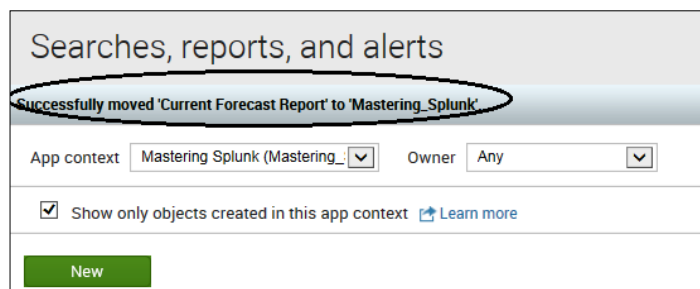 Searches, reports, and alerts
Successfully moved 'Current Forecast Report' to 'Mastering_Splunk'.
App context Mastering Splunk (Mastering_S Owner Any
Show only objects created in this app context Learn more
New